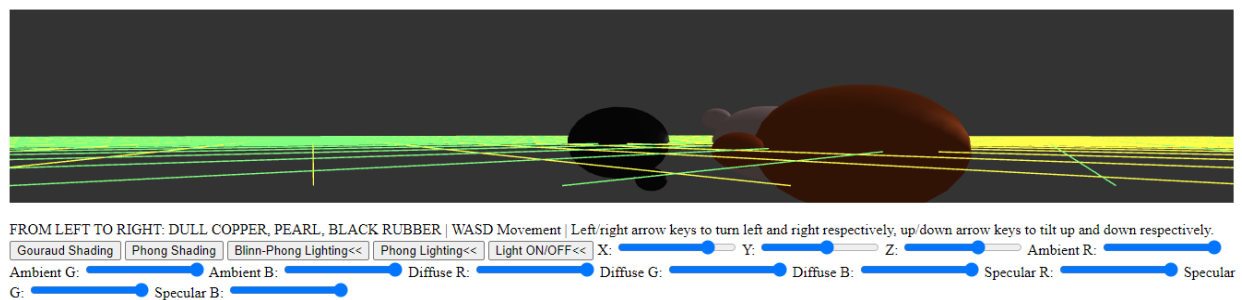 FROM LEFT TO RIGHT: DULL COPPER, PEARL, BLACK RUBBER | WASD Movement | Left/right arrow keys to turn left and right respectively, up/down arrow keys to tilt up and down respectively.
Gouraud Shading Phong Shading Blinn-Phong Lighting<< Phong Lighting<< Light ON/OFF<< X: Y: Z: Ambient R:
Ambient G: Ambient B: Diffuse R: Diffuse G: Diffuse B: Specular R: Specular
G: Specular B: